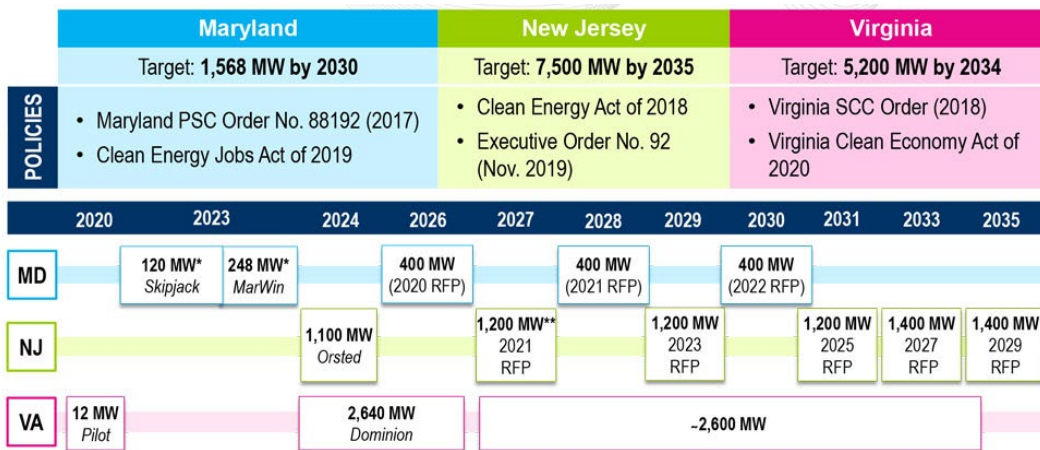 Maryland
New Jersey
Virginia
Target: 1,568 MW by 2030
Target: 7,500 MW by 2035
Target: 5,200 MW by 2034
POLICIES
• Maryland PSC Order No. 88192 (2017)
• Clean Energy Jobs Act of 2019
• Clean Energy Act of 2018
• Executive Order No. 92
(Nov. 2019)
• Virginia SCC Order (2018)
• Virginia Clean Economy Act of
2020
2020 2023 2024 2026 2027 2028 2029 2030 2031 2033 2035
MD
120 MW*
Skipjack
248 MW*
MarWin
400 MW
(2020 RFP)
400 MW
(2021 RFP)
400 MW
(2022 RFP)
NJ
1,100 MW
Orsted
1,200 MW**
2021
RFP
1,200 MW
2023
RFP
1,200 MW
2025
RFP
1,400 MW
2027
RFP
1,400 MW
2029
RFP
VA
12 MW
Pilot
2,640 MW
Dominion
~2,600 MW